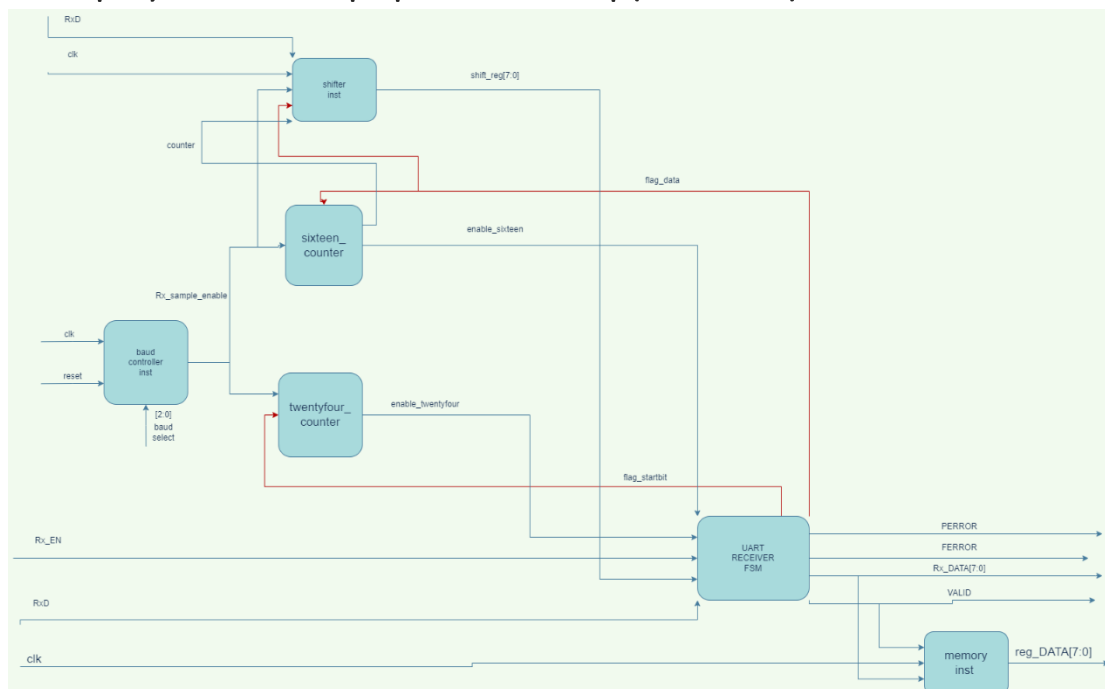 RxD
clk
shifter
inst
shift_reg[7:0]
counter
flag_data
sixteen_
counter
enable_sixteen
Rx_sample_enable
clk
baud
controller
inst
reset
[2:0]
baud
select
twentyfour_
counter
enable_twentyfour
flag_startbit
Rx_EN
UART
RECEIVER
FSM
PERROR
FERROR
Rx_DATA[7:0]
VALID
RxD
clk
memory
inst
reg_DATA[7:0]